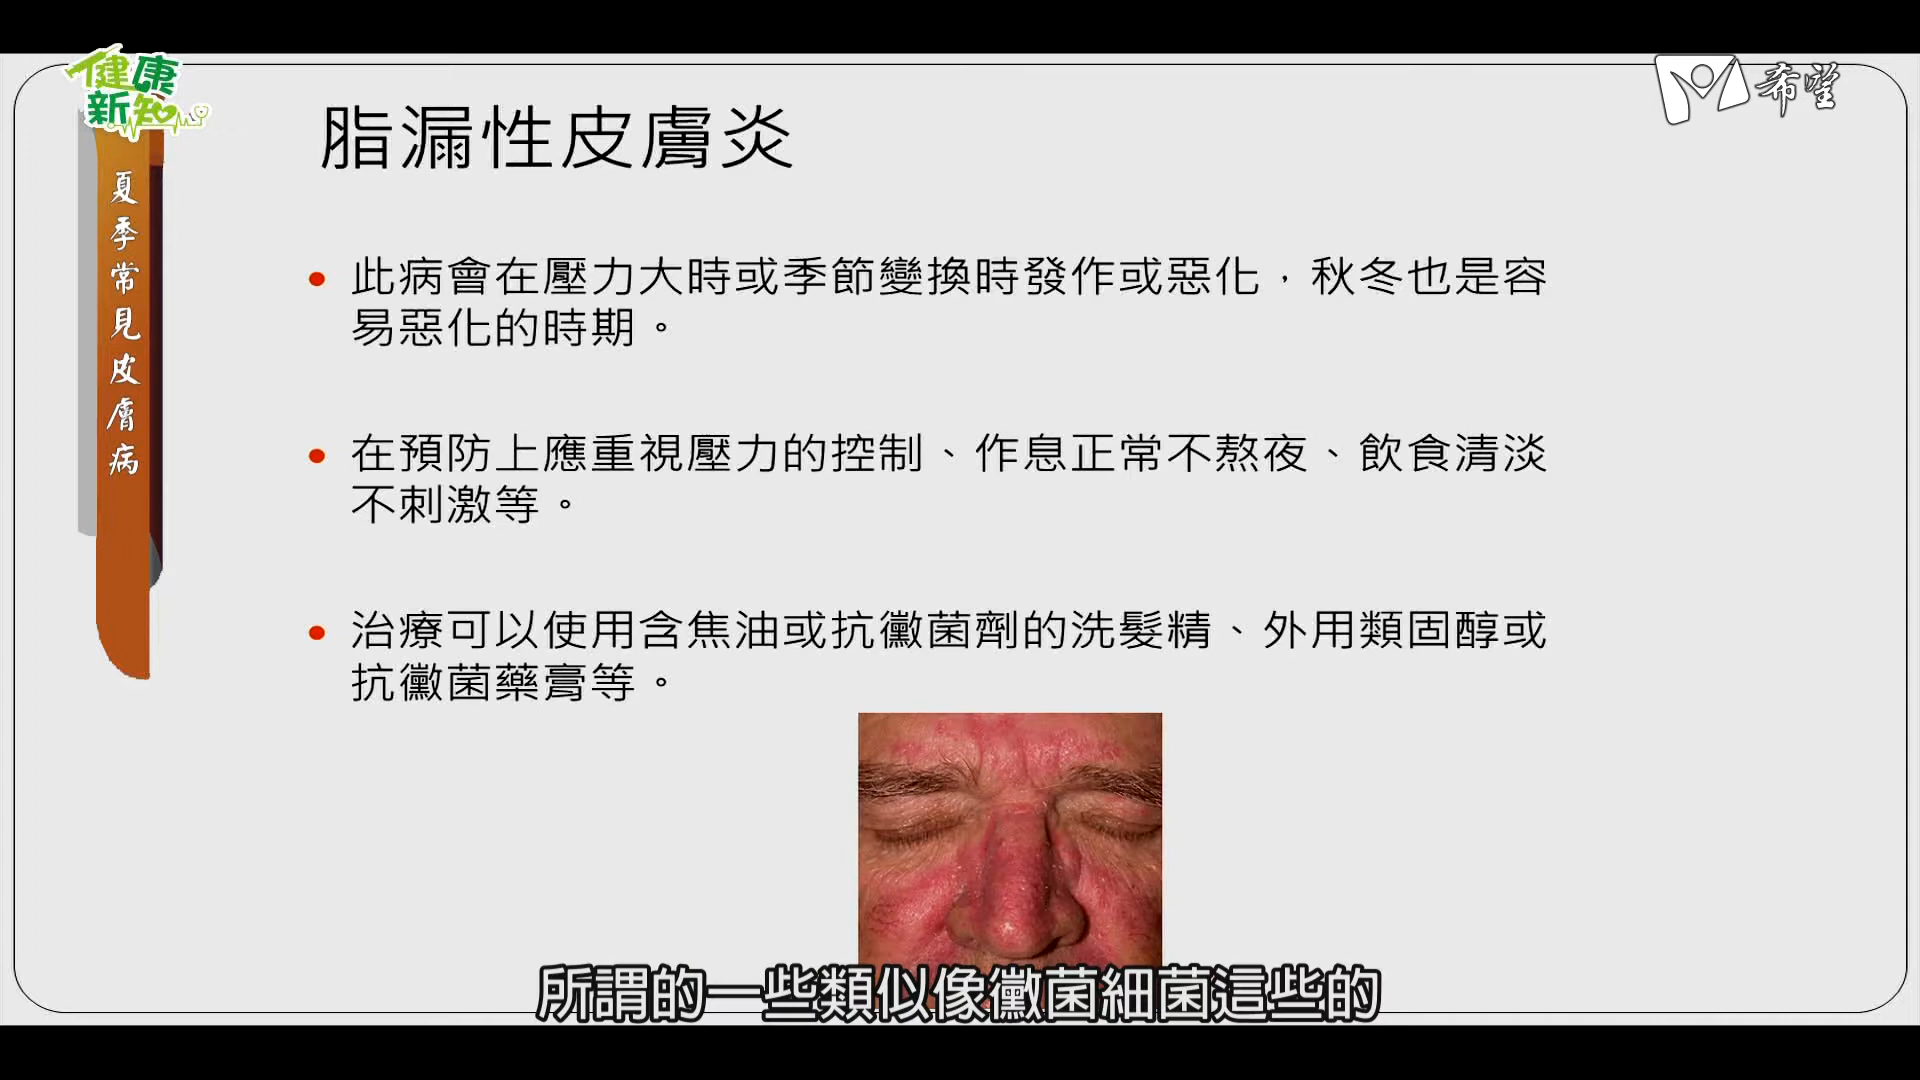 健康
新知
希望
夏季常見皮膚病
脂漏性皮膚炎
此病會在壓力大時或季節變換時發作或惡化，秋冬也是容
易惡化的時期。
在預防上應重視壓力的控制、作息正常不熬夜、飲食清淡
不刺激等。
治療可以使用含焦油或抗黴菌劑的洗髮精、外用類固醇或
抗黴菌藥膏等。
所謂的一些類似像黴菌細菌這些的